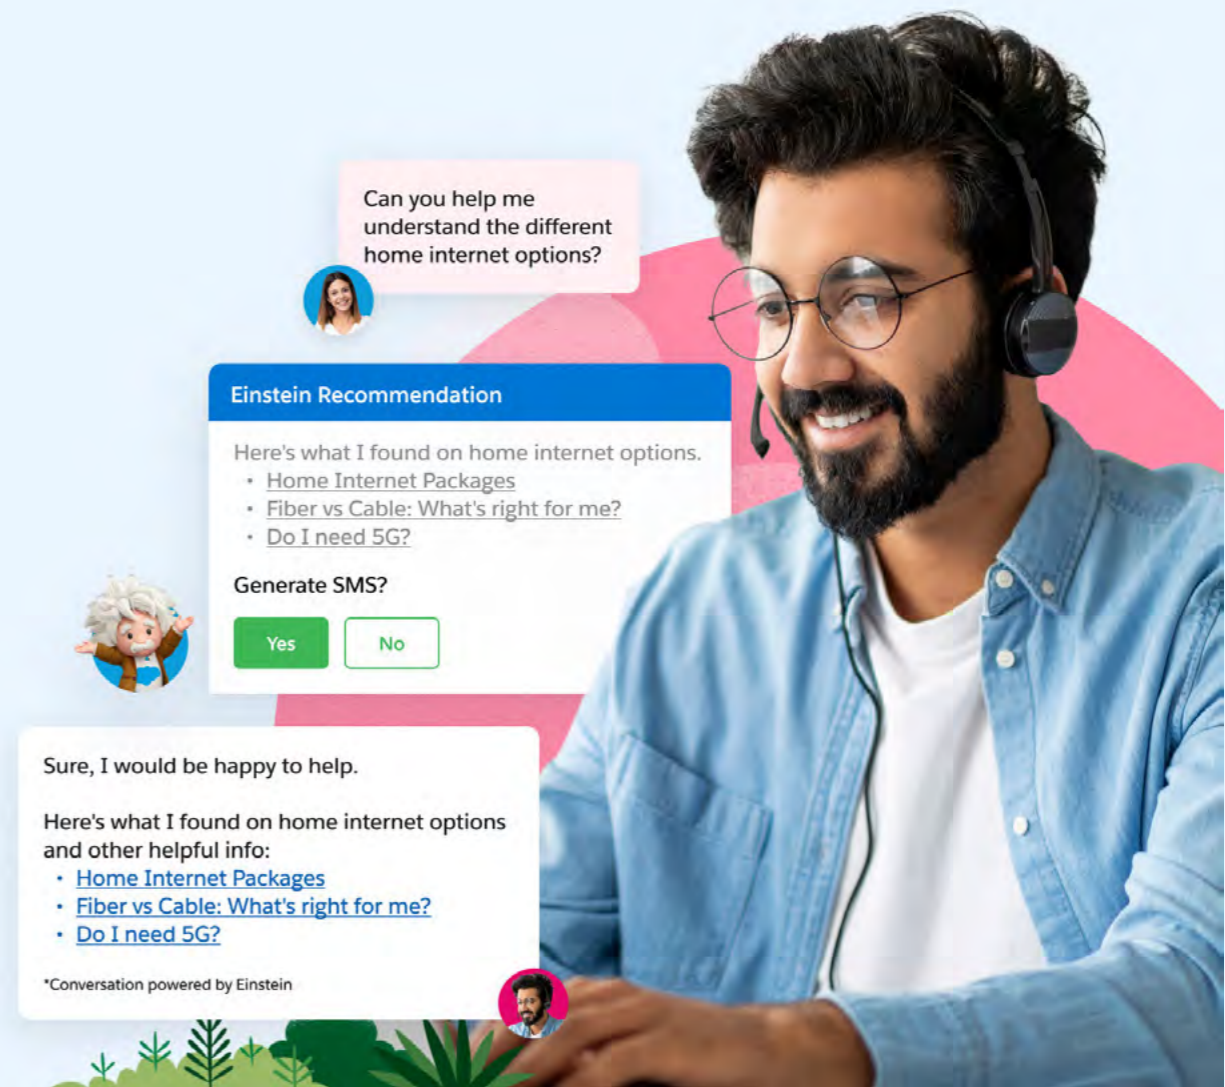 Can you help me
understand the different
home internet options?
Einstein Recommendation
Here's what I found on home internet options.
• Home Internet Packages
• Fiber vs Cable: What's right for me?
• Do I need 5G?
Generate SMS?
Yes No
Sure, I would be happy to help.
Here's what I found on home internet options
and other helpful info:
• Home Internet Packages
• Fiber vs Cable: What's right for me?
• Do I need 5G?
*Conversation powered by Einstein